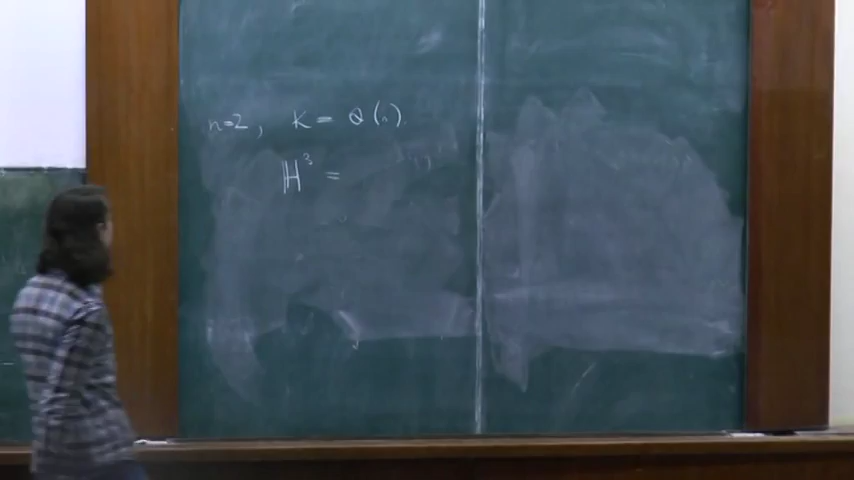 n=2, K = Q(i).
ℍ³ =